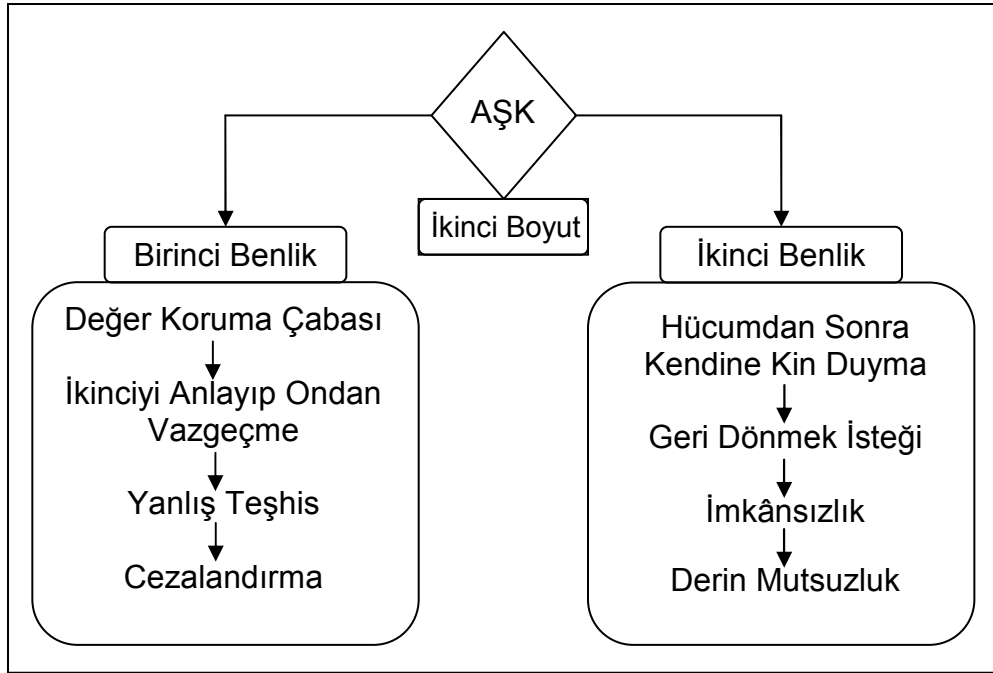 AŞK
İkinci Boyut
Birinci Benlik
Değer Koruma Çabası
İkinciyi Anlayıp Ondan
Vazgeçme
Yanlış Teşhis
Cezalandırma
İkinci Benlik
Hücumdan Sonra
Kendine Kin Duyma
Geri Dönmek İsteği
İmkânsızlık
Derin Mutsuzluk